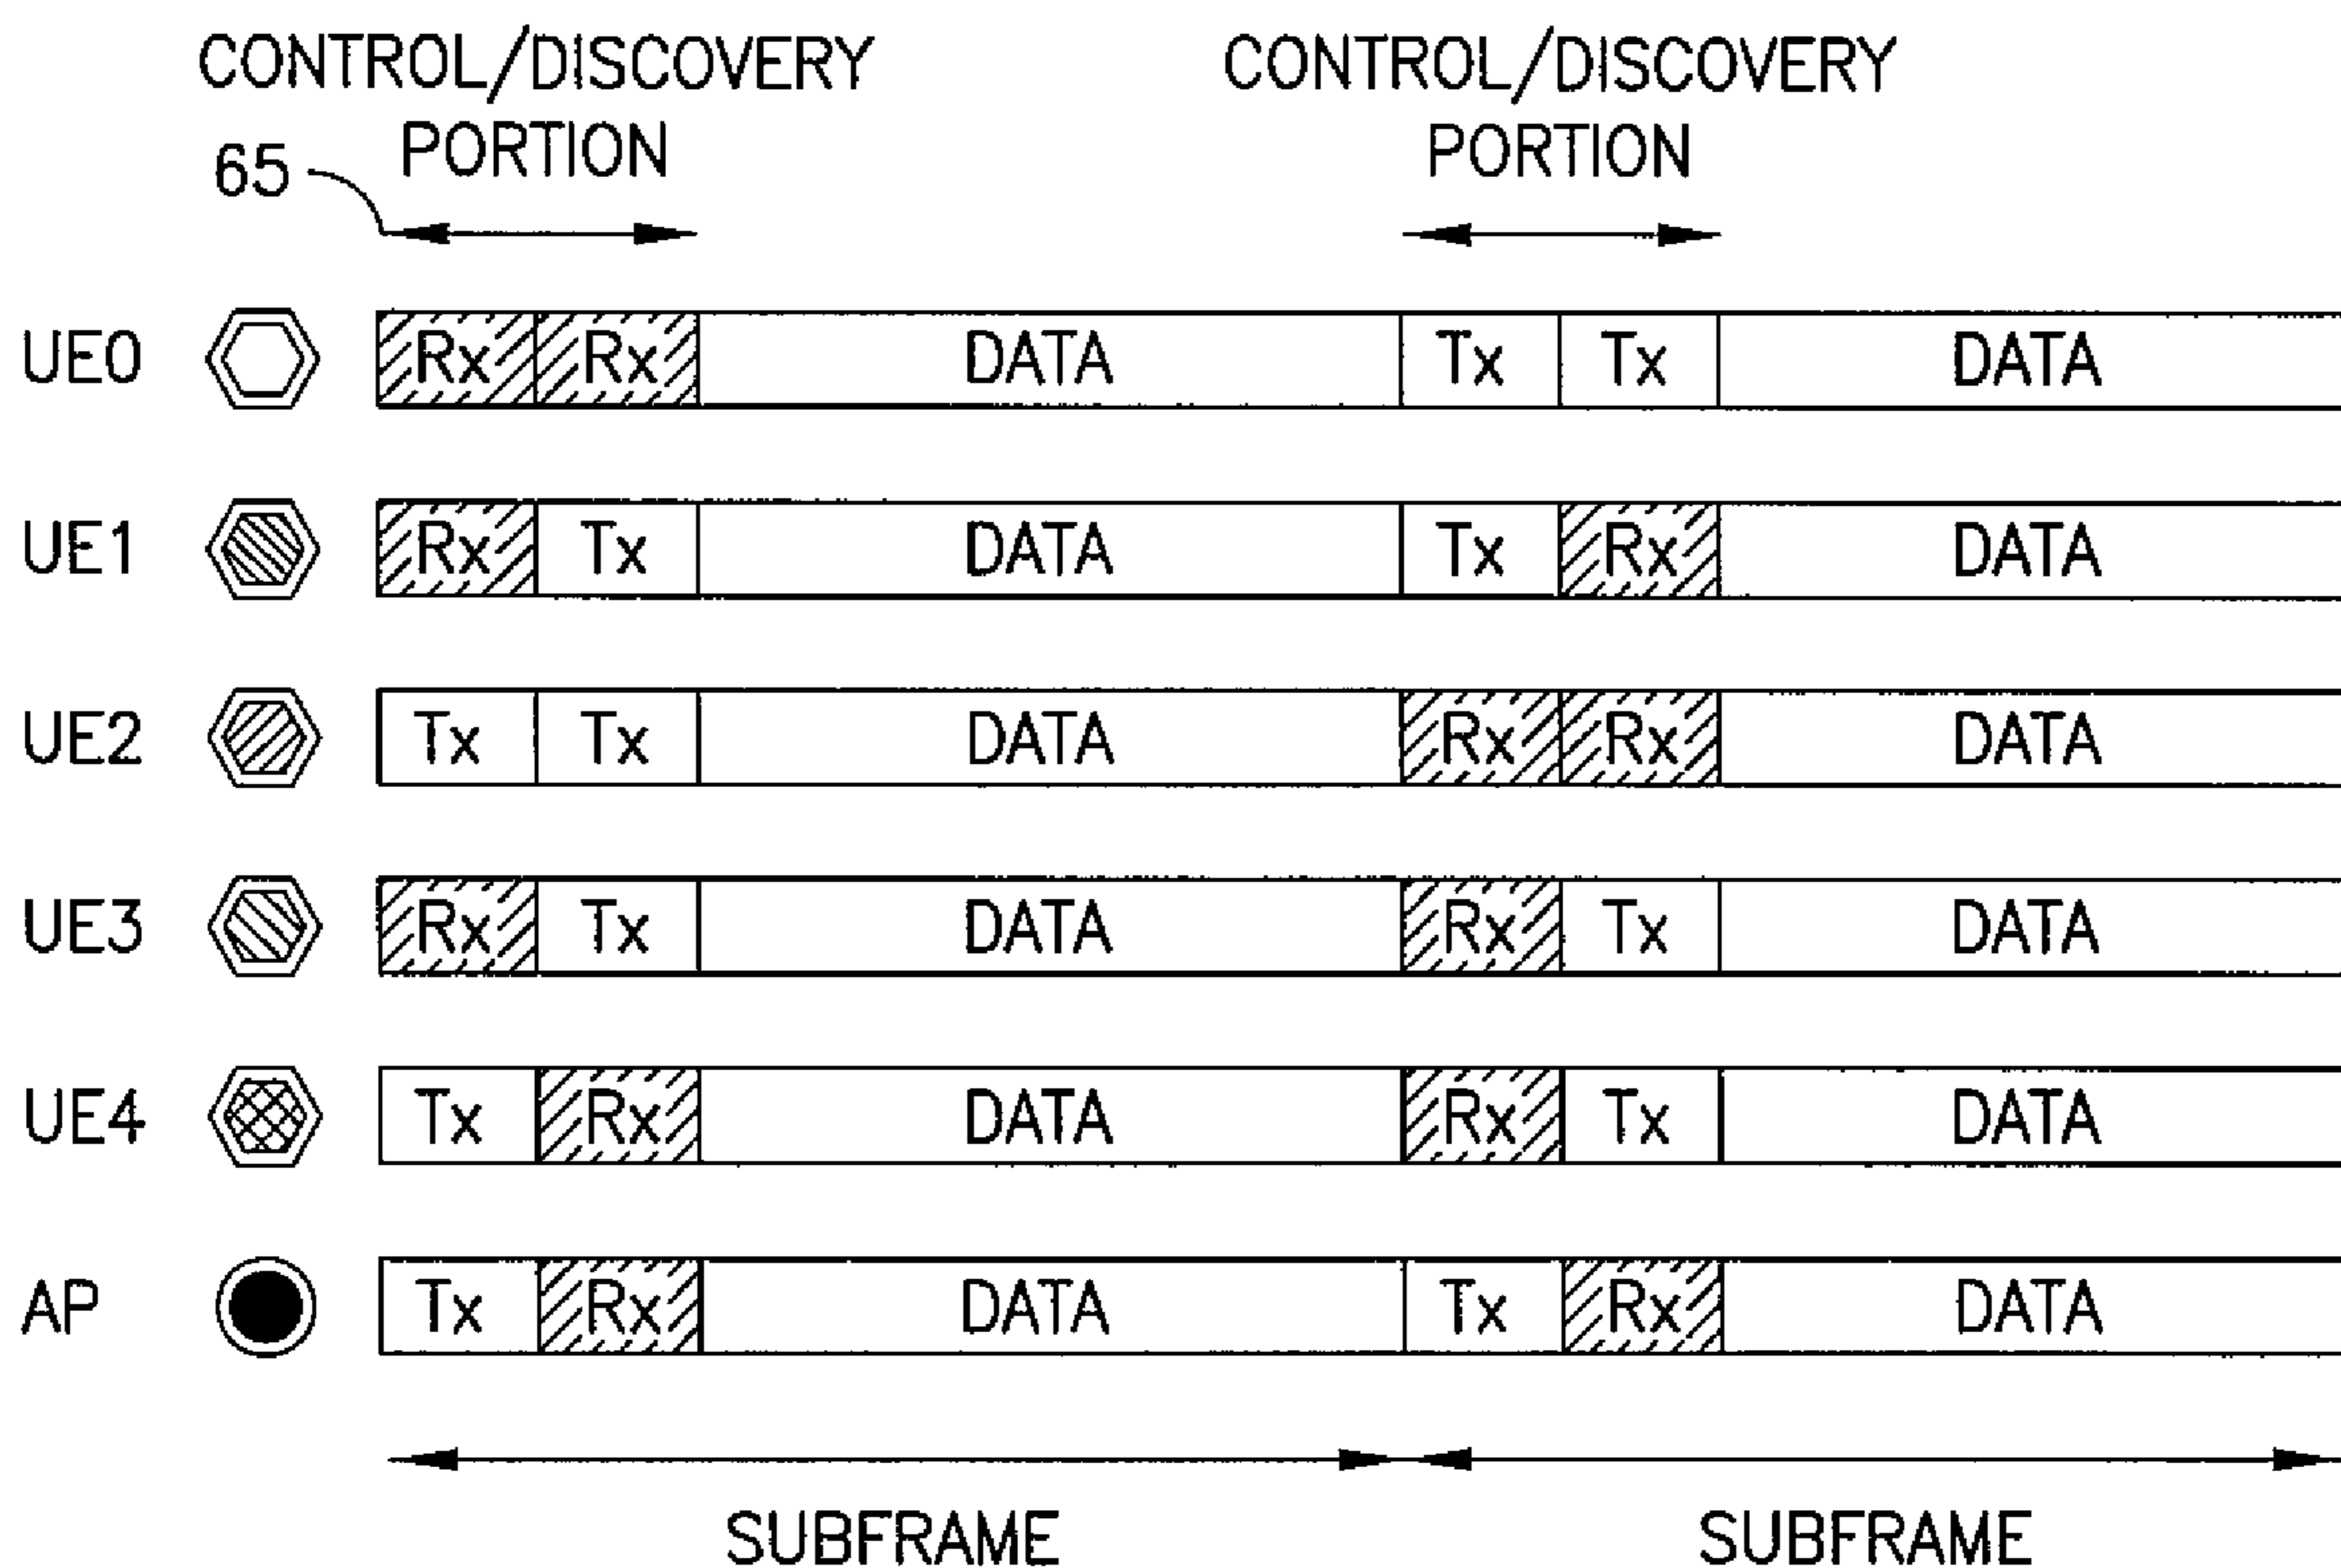 CONTROL/DISCOVERY CONTROL/DISCOVERY
PORTION PORTION
65
UE0 Rx Rx DATA Tx Tx DATA
UE1 Rx Tx DATA Tx Rx DATA
UE2 Tx Tx DATA Rx Rx DATA
UE3 Rx Tx DATA Rx Tx DATA
UE4 Tx Rx DATA Rx Tx DATA
AP Tx Rx DATA Tx Rx DATA
SUBFRAME SUBFRAME